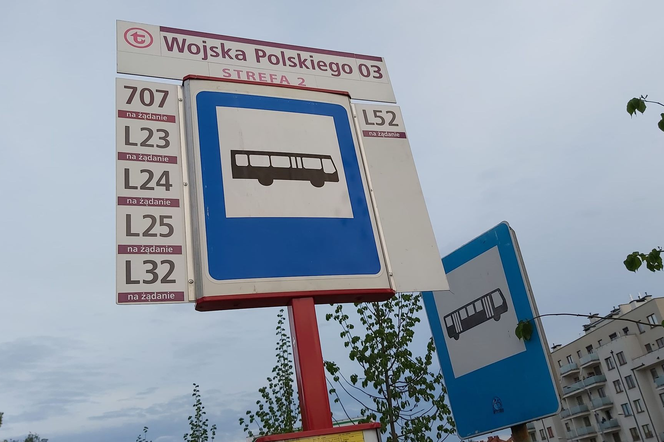 Wojska Polskiego 03
STREFA 2
707
na żądanie
L23
na żądanie
L24
na żądanie
L25
na żądanie
L32
na żądanie
L52
na żądanie